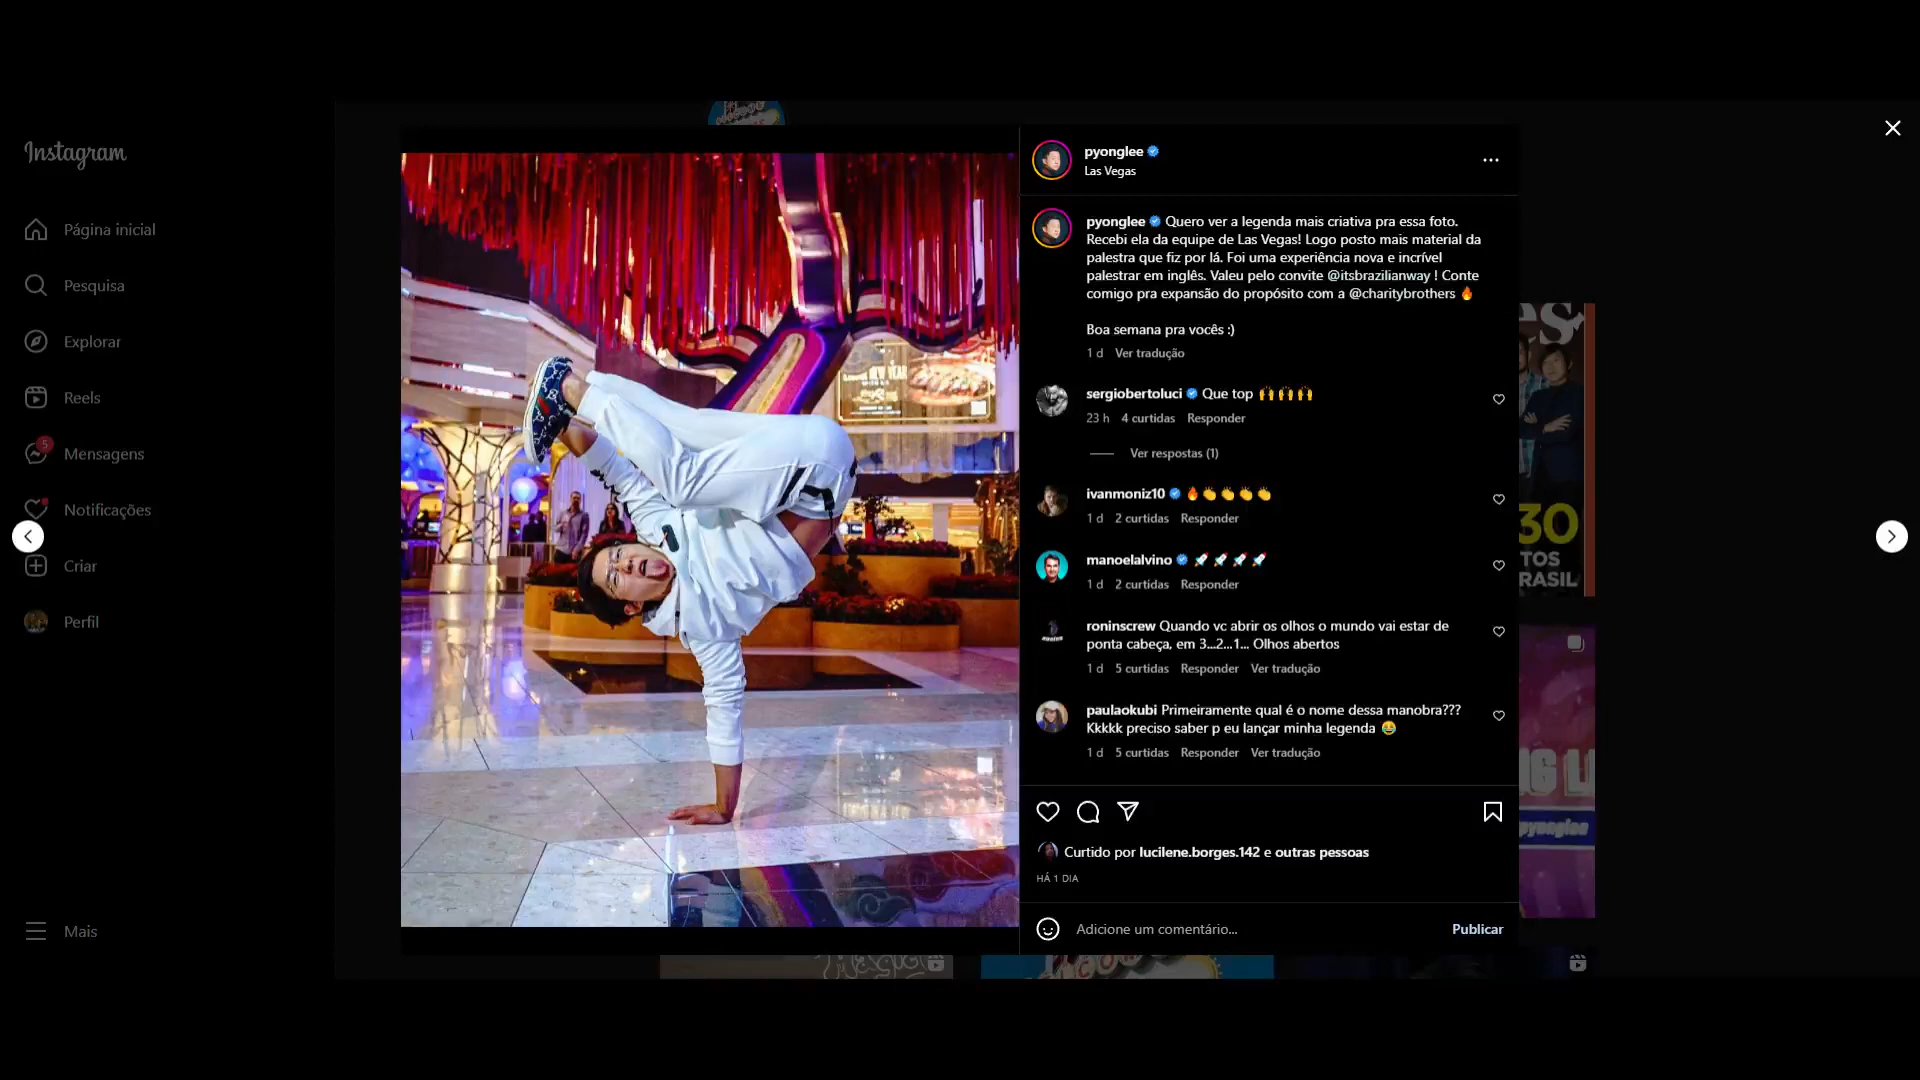 Instagram
Página inicial
Pesquisa
Explorar
Reels
5
Mensagens
Notificações
Criar
Perfil
Mais
NEW YEAR
pyonglee
Las Vegas
pyonglee Quero ver a legenda mais criativa pra essa foto.
Recebi ela da equipe de Las Vegas! Logo posto mais material da
palestra que fiz por lá. Foi uma experiência nova e incrível
palestrar em inglês. Valeu pelo convite @itsbrazilianway ! Conte
comigo pra expansão do propósito com a @charitybrothers 🔥
Boa semana pra vocês :)
1 d Ver tradução
sergiobertoluci Que top 🙌🙌🙌
23 h 4 curtidas Responder
Ver respostas (1)
ivanmoniz10 🔥👏👏👏👏
1 d 2 curtidas Responder
manoelalvino 🚀🚀🚀🚀
1 d 2 curtidas Responder
roninscrew Quando vc abrir os olhos o mundo vai estar de
ponta cabeça, em 3...2...1... Olhos abertos
1 d 5 curtidas Responder Ver tradução
paulaokubi Primeiramente qual é o nome dessa manobra???
Kkkkk preciso saber p eu lançar minha legenda 😂
1 d 5 curtidas Responder Ver tradução
Curtido por lucilene.borges.142 e outras pessoas
HÁ 1 DIA
Adicione um comentário...
Publicar
es
30
TOS
RASIL
NG LI
pyonglee